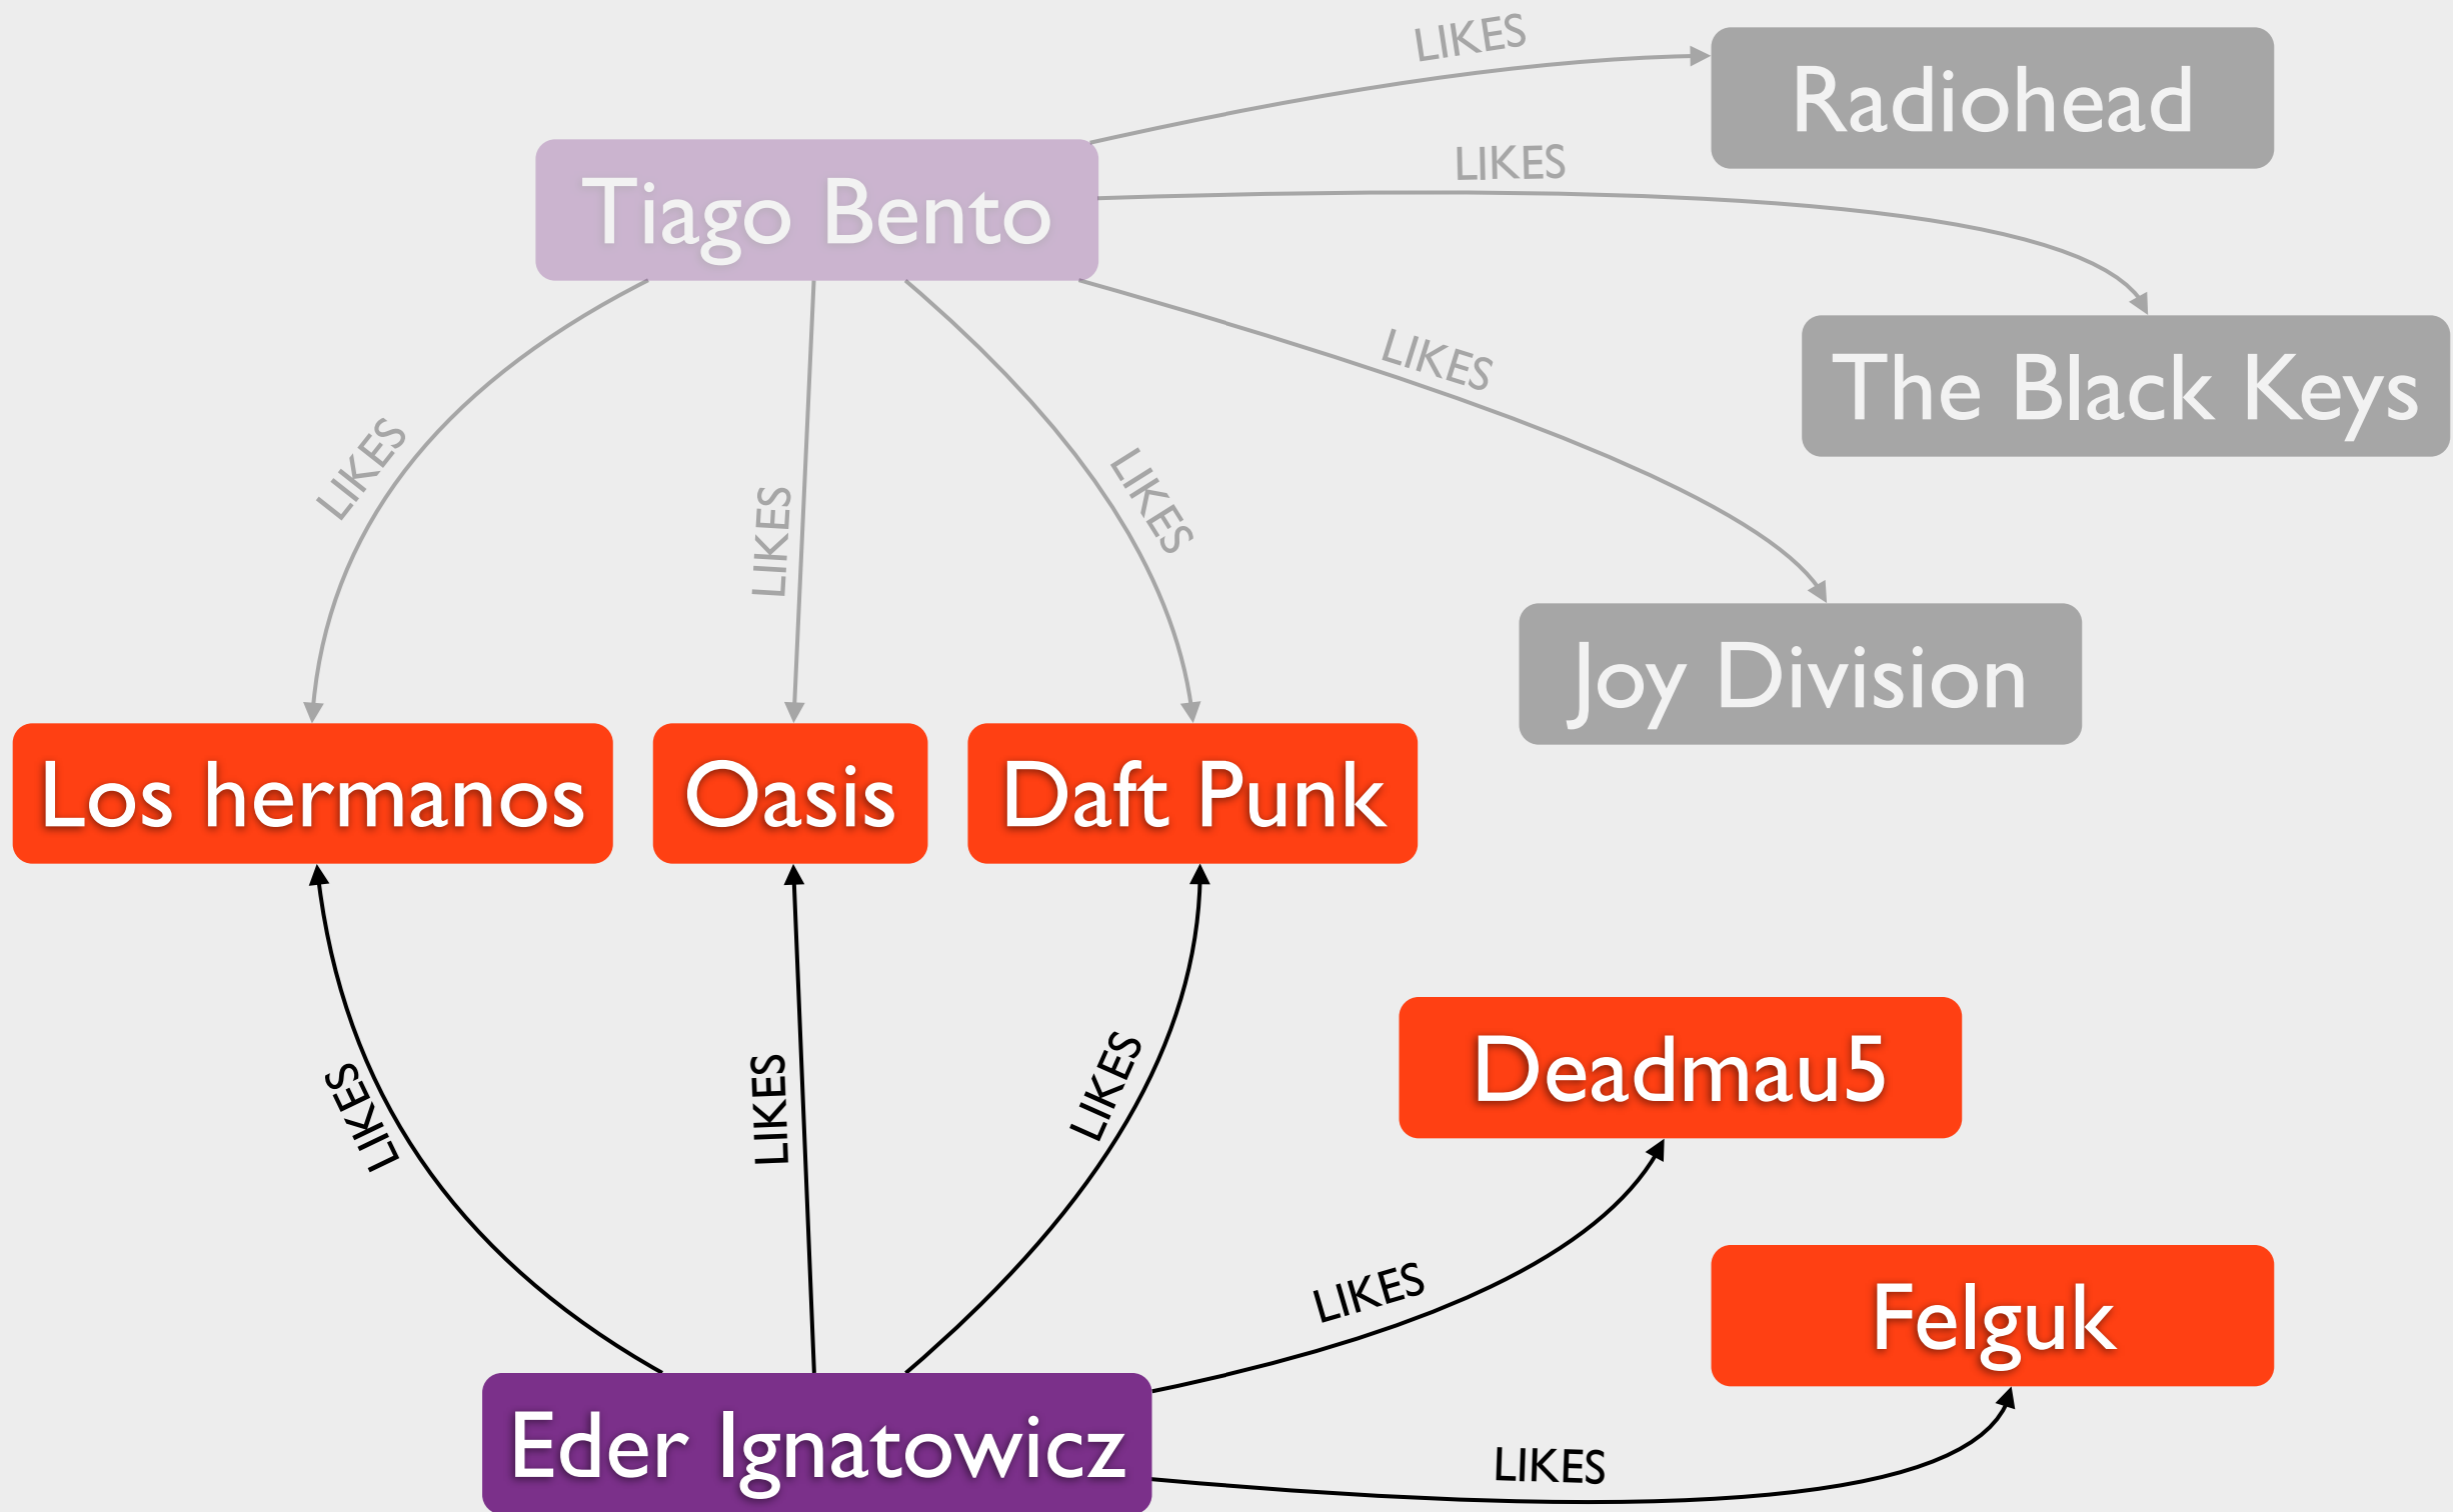 LIKES
Radiohead
LIKES
Tiago Bento
LIKES
The Black Keys
LIKES
LIKES
LIKES
Joy Division
Los hermanos
Oasis
Daft Punk
LIKES
LIKES
LIKES
Deadmau5
LIKES
Felguk
Eder Ignatowicz
LIKES